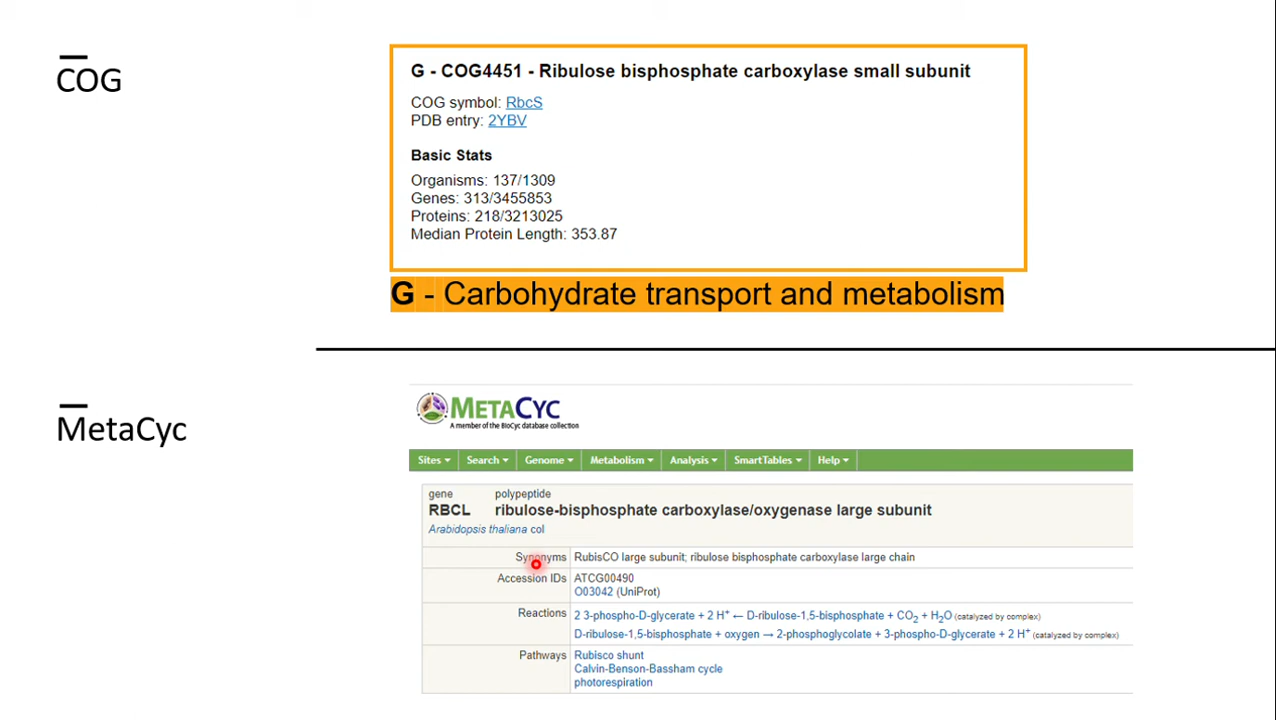 COG
G - COG4451 - Ribulose bisphosphate carboxylase small subunit
COG symbol: RbcS
PDB entry: 2YBV
Basic Stats
Organisms: 137/1309
Genes: 313/3455853
Proteins: 218/3213025
Median Protein Length: 353.87
G - Carbohydrate transport and metabolism
MetaCyc
METACYC
A member of the BioCyc database collection
Sites Search Genome Metabolism Analysis SmartTables Help
gene polypeptide
RBCL ribulose-bisphosphate carboxylase/oxygenase large subunit
Arabidopsis thaliana col
Synonyms RubisCO large subunit; ribulose bisphosphate carboxylase large chain
Accession IDs ATCG00490
O03042 (UniProt)
Reactions 2 3-phospho-D-glycerate + 2 H+ ← D-ribulose-1,5-bisphosphate + CO2 + H2O (catalyzed by complex)
D-ribulose-1,5-bisphosphate + oxygen → 2-phosphoglycolate + 3-phospho-D-glycerate + 2 H+ (catalyzed by complex)
Pathways Rubisco shunt
Calvin-Benson-Bassham cycle
photorespiration